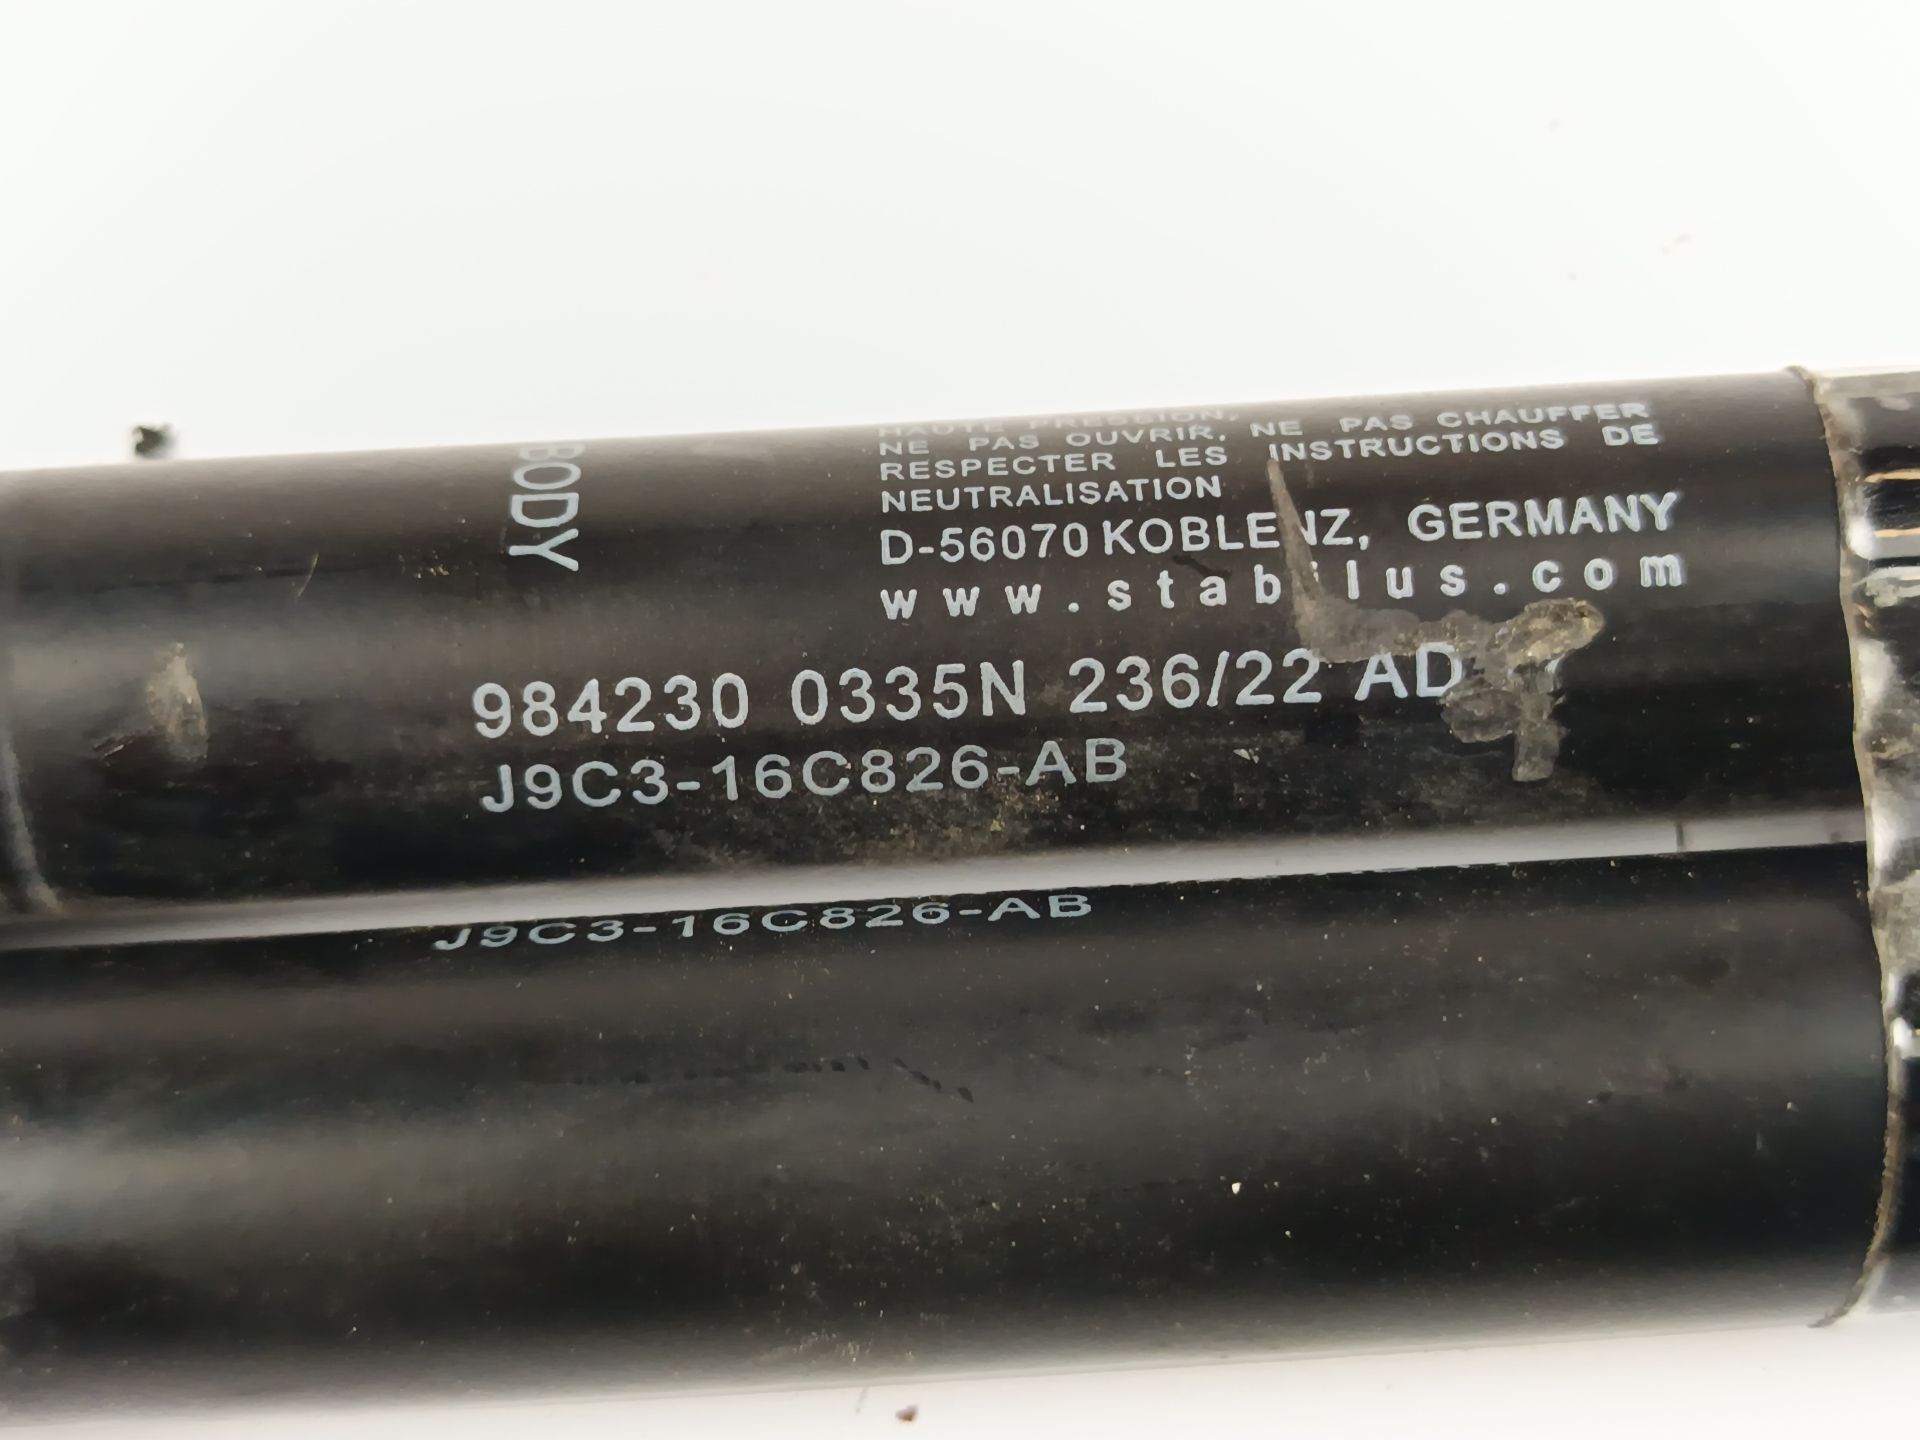 BODY
HAUTE PRESSION,
NE PAS OUVRIR, NE PAS CHAUFFER
RESPECTER LES INSTRUCTIONS DE
NEUTRALISATION
D-56070 KOBLENZ, GERMANY
www.stabilus.com
984230 0335N 236/22 AD
J9C3-16C826-AB
J9C3-16C826-AB